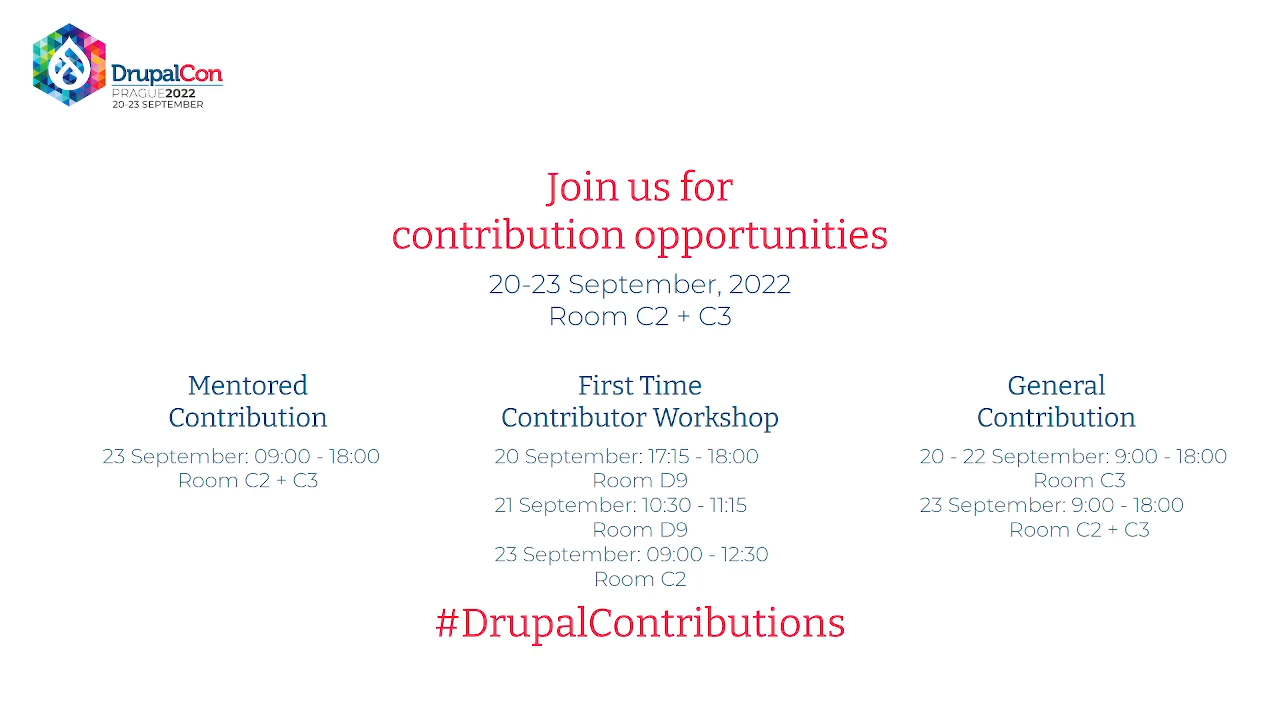 DrupalCon
PRAGUE2022
20-23 SEPTEMBER
Join us for
contribution opportunities
20-23 September, 2022
Room C2 + C3
Mentored
Contribution
23 September: 09:00 - 18:00
Room C2 + C3
First Time
Contributor Workshop
20 September: 17:15 - 18:00
Room D9
21 September: 10:30 - 11:15
Room D9
23 September: 09:00 - 12:30
Room C2
General
Contribution
20 - 22 September: 9:00 - 18:00
Room C3
23 September: 9:00 - 18:00
Room C2 + C3
#DrupalContributions